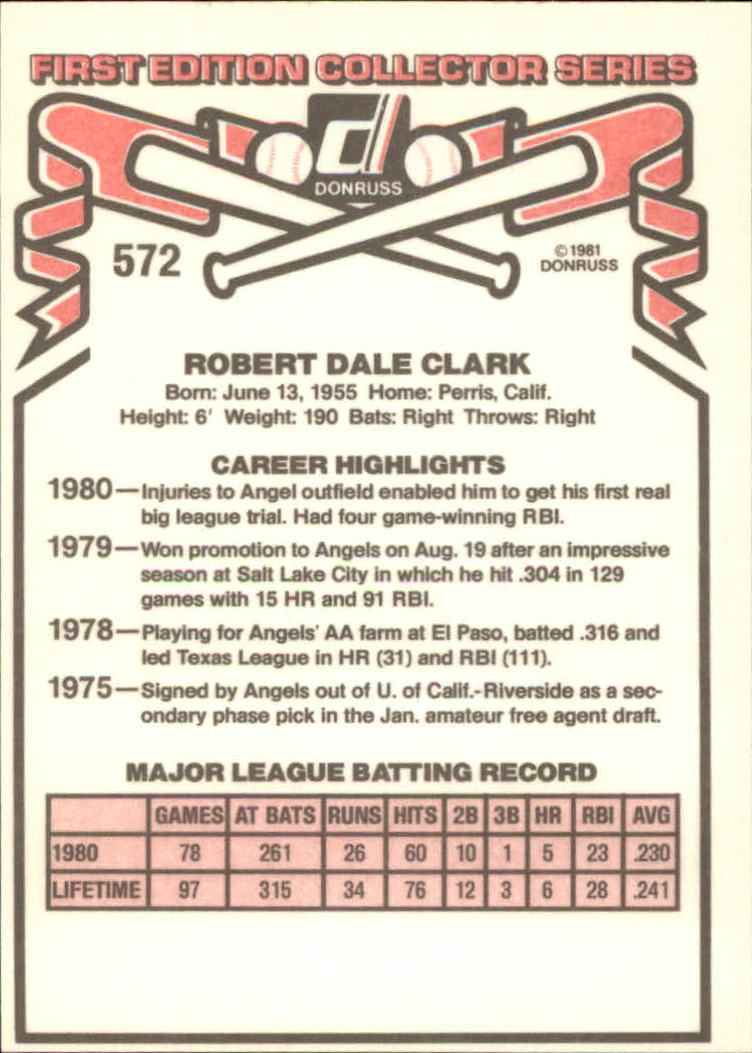 FIRST EDITION COLLECTOR SERIES
DONRUSS
572
©1981
DONRUSS
ROBERT DALE CLARK
Born: June 13, 1955 Home: Perris, Calif.
Height: 6' Weight: 190 Bats: Right Throws: Right
CAREER HIGHLIGHTS
1980—Injuries to Angel outfield enabled him to get his first real
big league trial. Had four game-winning RBI.
1979—Won promotion to Angels on Aug. 19 after an impressive
season at Salt Lake City in which he hit .304 in 129
games with 15 HR and 91 RBI.
1978—Playing for Angels' AA farm at El Paso, batted .316 and
led Texas League in HR (31) and RBI (111).
1975—Signed by Angels out of U. of Calif.-Riverside as a sec-
ondary phase pick in the Jan. amateur free agent draft.
MAJOR LEAGUE BATTING RECORD
GAMES AT BATS RUNS HITS 2B 3B HR RBI AVG
1980 78 261 26 60 10 1 5 23 .230
LIFETIME 97 315 34 76 12 3 6 28 .241